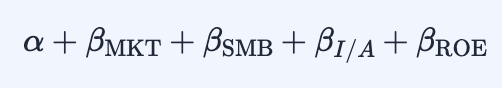 α + β_MKT + β_SMB + β_I/A + β_ROE